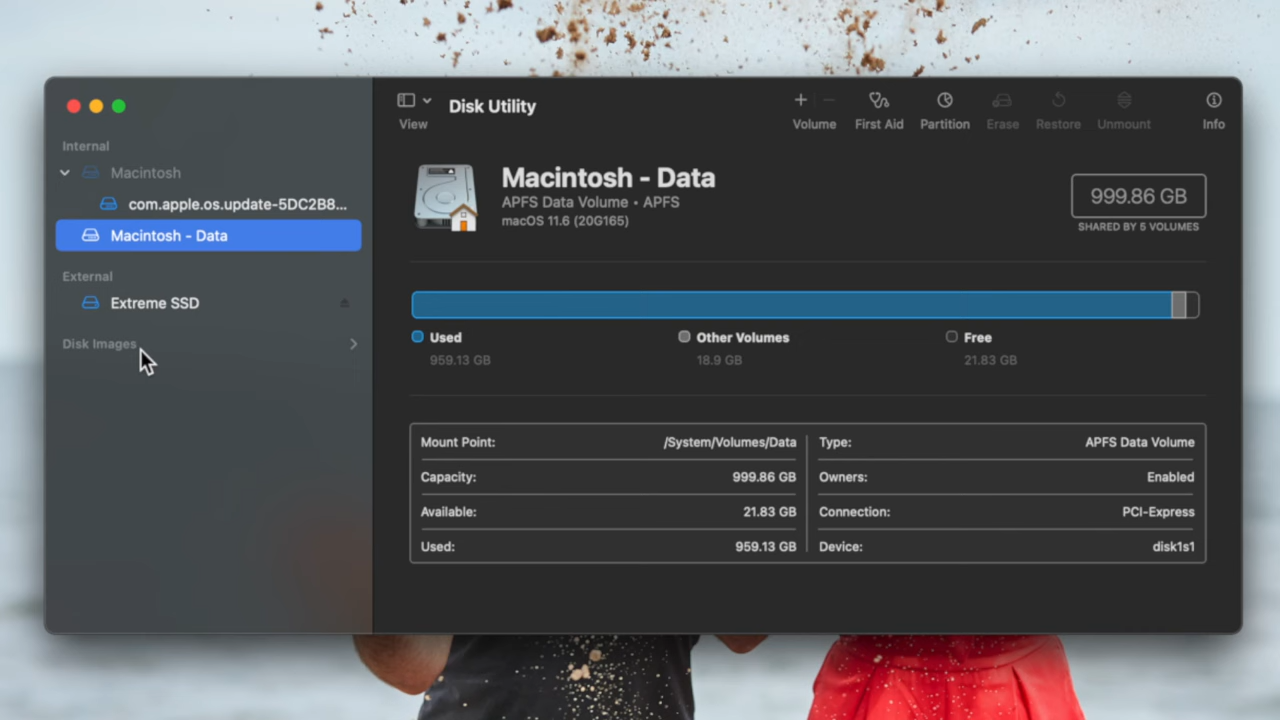 View
Disk Utility
Volume
First Aid
Partition
Erase
Restore
Unmount
Info
Internal
Macintosh
com.apple.os.update-5DC2B8...
Macintosh - Data
External
Extreme SSD
Disk Images
Macintosh - Data
APFS Data Volume • APFS
macOS 11.6 (20G165)
999.86 GB
SHARED BY 5 VOLUMES
Used
959.13 GB
Other Volumes
18.9 GB
Free
21.83 GB
Mount Point: /System/Volumes/Data
Capacity: 999.86 GB
Available: 21.83 GB
Used: 959.13 GB
Type: APFS Data Volume
Owners: Enabled
Connection: PCI-Express
Device: disk1s1